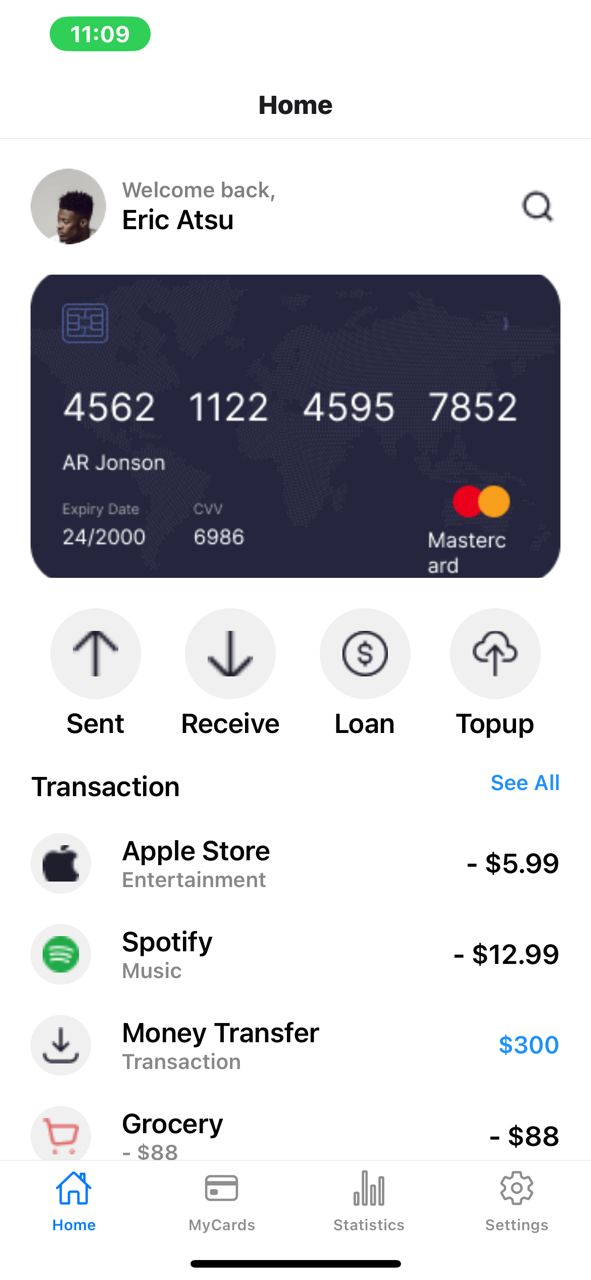 11:09
Home
Welcome back,
Eric Atsu
4562 1122 4595 7852
AR Jonson
Expiry Date CVV
24/2000 6986
Masterc
ard
Sent Receive Loan Topup
Transaction See All
Apple Store
Entertainment
- $5.99
Spotify
Music
- $12.99
Money Transfer
Transaction
$300
Grocery
- $88
- $88
Home MyCards Statistics Settings